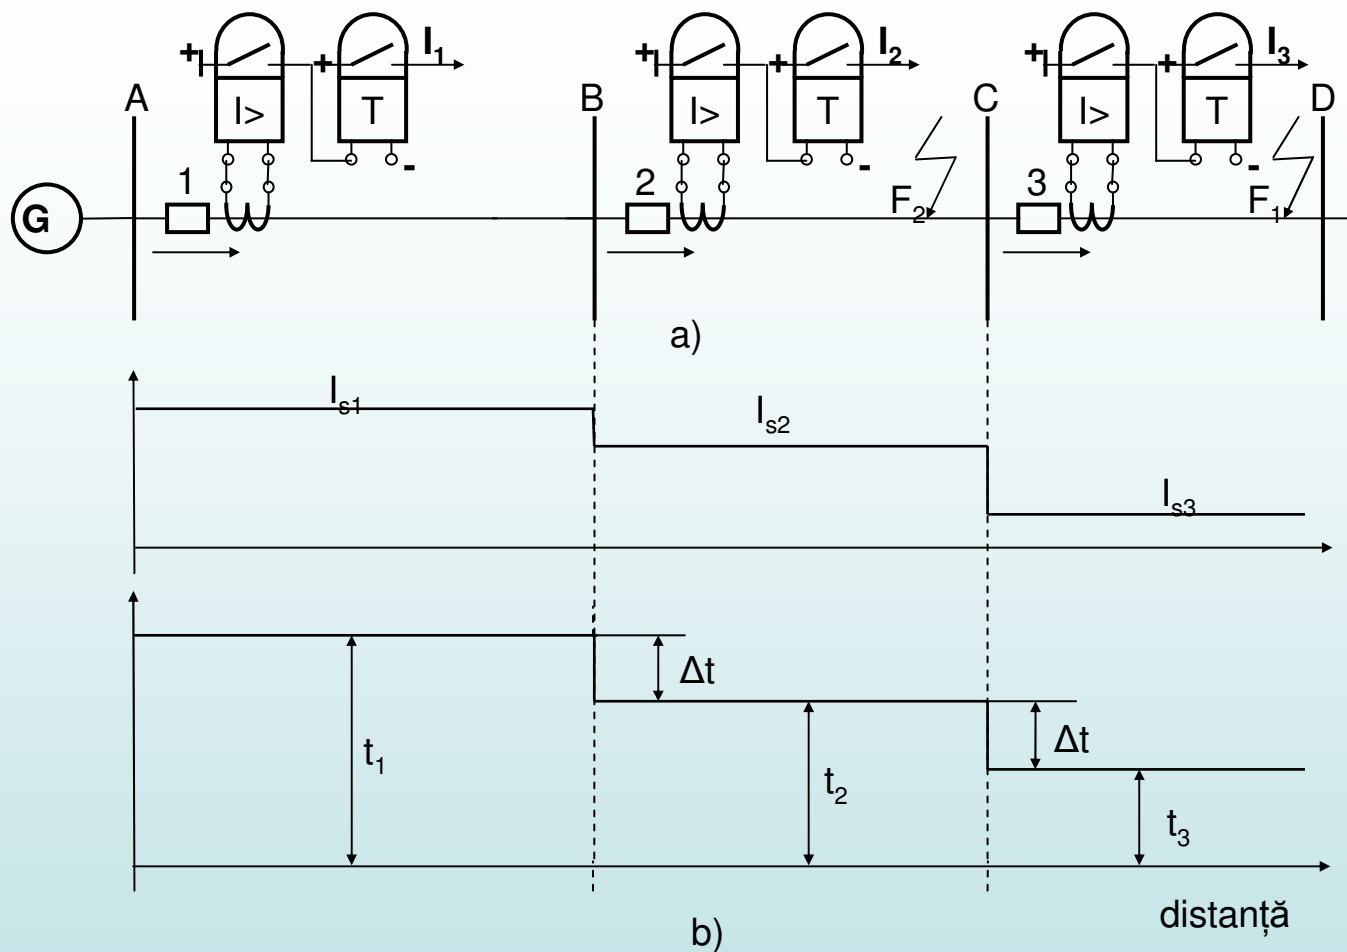 + + I₁ + + I₂ + + I₃
A I> T B I> T C I> T D
- - -
1 2 F₂ 3 F₁
G
a)
Iₛ₁
Iₛ₂
Iₛ₃
Δt
t₁ Δt
t₂
t₃
distanță
b)